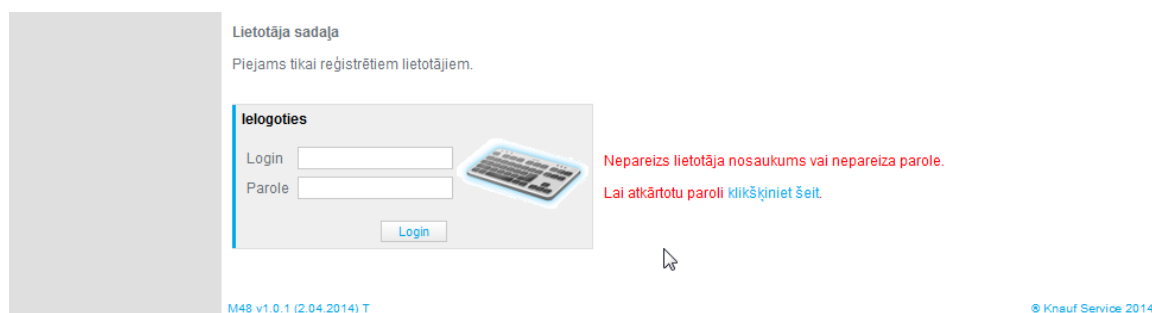 Lietotāja sadaļa
Piejams tikai reģistrētiem lietotājiem.
Ielogoties
Login
Nepareizs lietotāja nosaukums vai nepareiza parole.
Parole
Lai atkārtotu paroli klikšķiniet šeit.
Login
M48 v1.0.1 (2.04.2014) T
® Knauf Service 2014